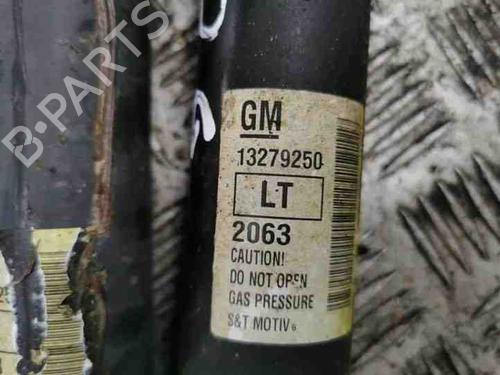 B-PARTS
GM
13279250
LT
2063
CAUTION!
DO NOT OPEN
GAS PRESSURE
S&T MOTIV